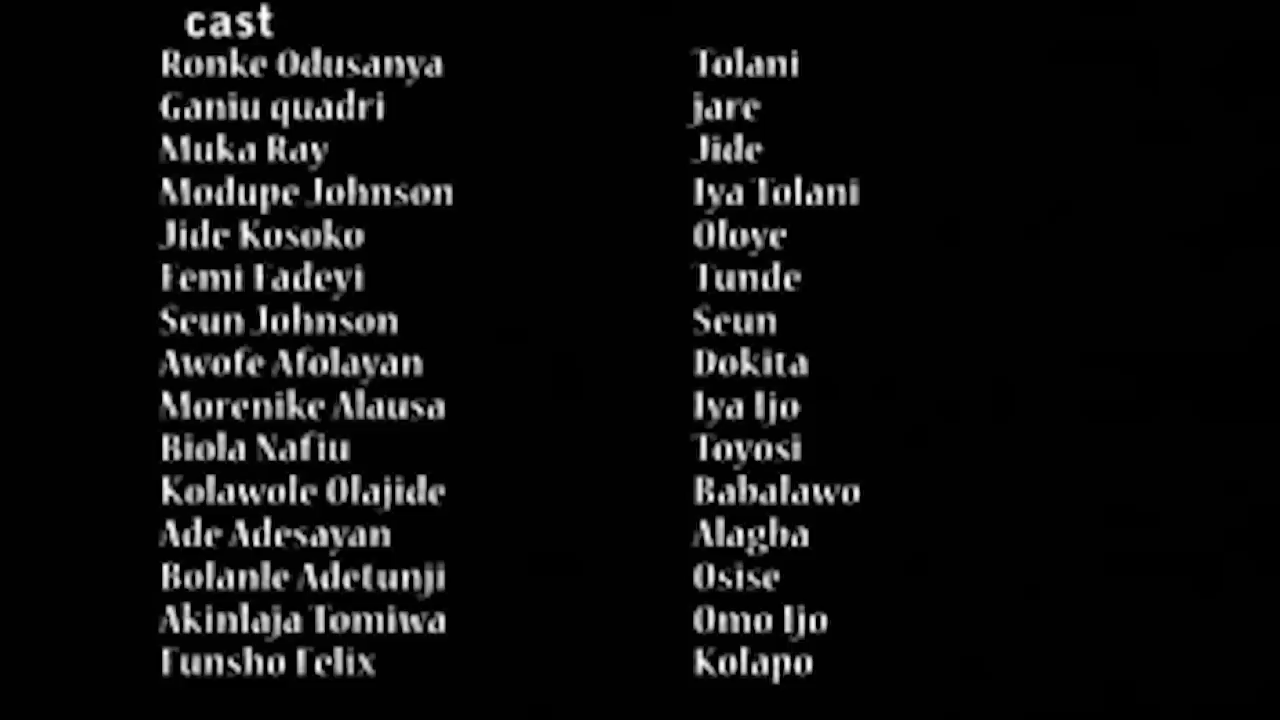 cast
Ronke Odusanya Tolani
Ganiu quadri jare
Muka Ray Jide
Modupe Johnson Iya Tolani
Jide Kosoko Oloye
Femi Fadeyi Tunde
Seun Johnson Seun
Awofe Afolayan Dokita
Morenike Alausa Iya Ijo
Biola Nafiu Toyosi
Kolawole Olajide Babalawo
Ade Adesayan Alagba
Bolanle Adetunji Osise
Akinlaja Tomiwa Omo Ijo
Funsho Felix Kolapo